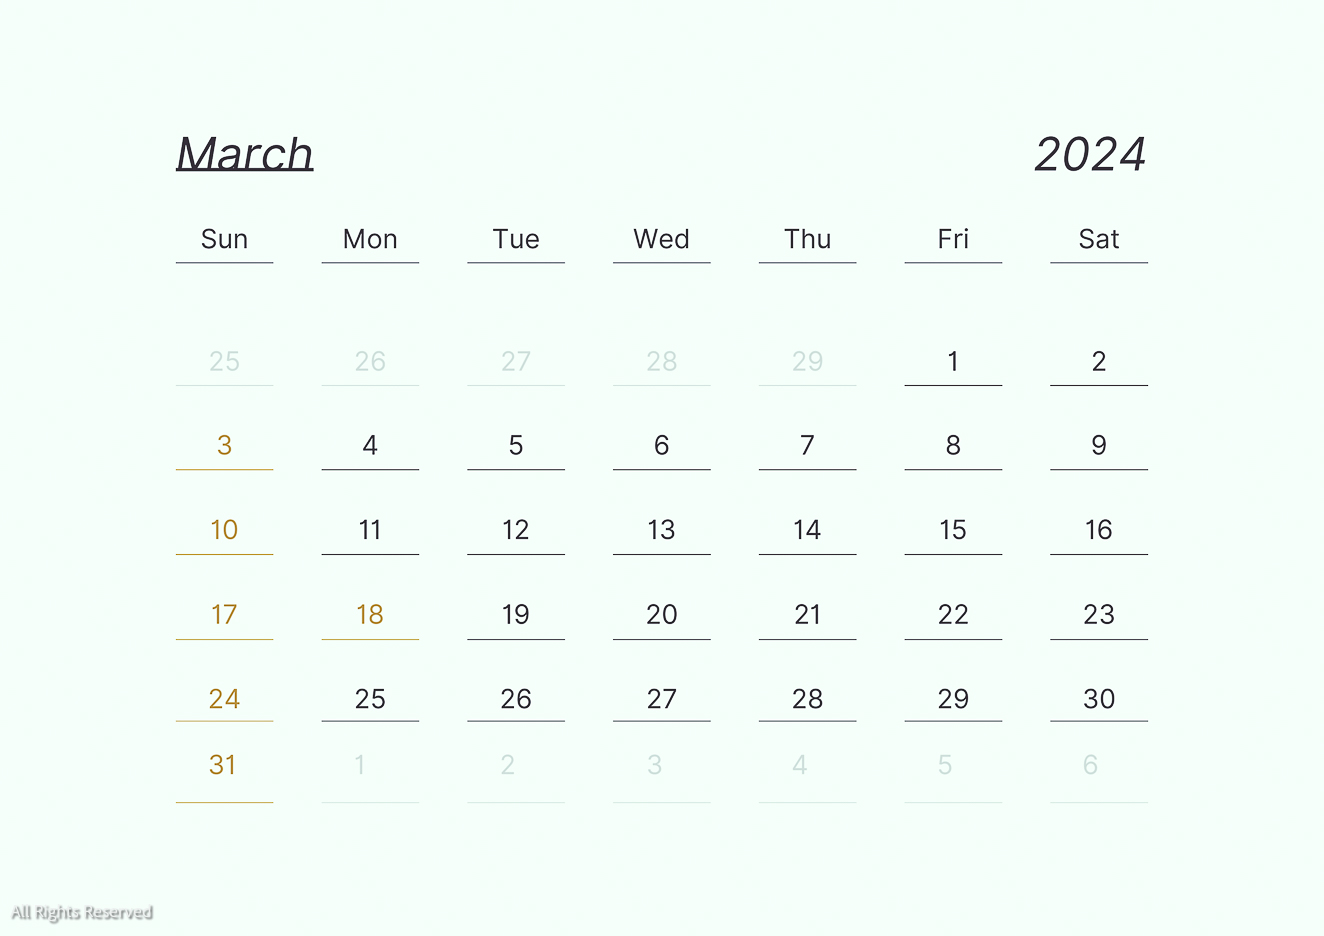 March 2024
Sun Mon Tue Wed Thu Fri Sat
25 26 27 28 29 1 2
3 4 5 6 7 8 9
10 11 12 13 14 15 16
17 18 19 20 21 22 23
24 25 26 27 28 29 30
31 1 2 3 4 5 6
All Rights Reserved